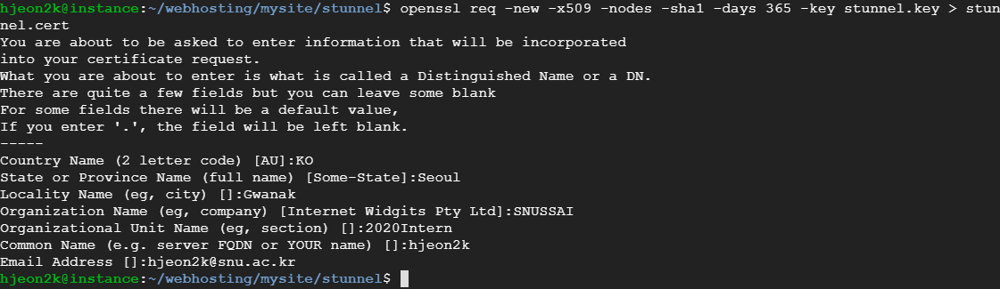 hjeon2k@instance:~/webhosting/mysite/stunnel$ openssl req -new -x509 -nodes -sha1 -days 365 -key stunnel.key > stun
nel.cert
You are about to be asked to enter information that will be incorporated
into your certificate request.
What you are about to enter is what is called a Distinguished Name or a DN.
There are quite a few fields but you can leave some blank
For some fields there will be a default value,
If you enter '.', the field will be left blank.
-----
Country Name (2 letter code) [AU]:KO
State or Province Name (full name) [Some-State]:Seoul
Locality Name (eg, city) []:Gwanak
Organization Name (eg, company) [Internet Widgits Pty Ltd]:SNUSSAI
Organizational Unit Name (eg, section) []:2020Intern
Common Name (e.g. server FQDN or YOUR name) []:hjeon2k
Email Address []:hjeon2k@snu.ac.kr
hjeon2k@instance:~/webhosting/mysite/stunnel$